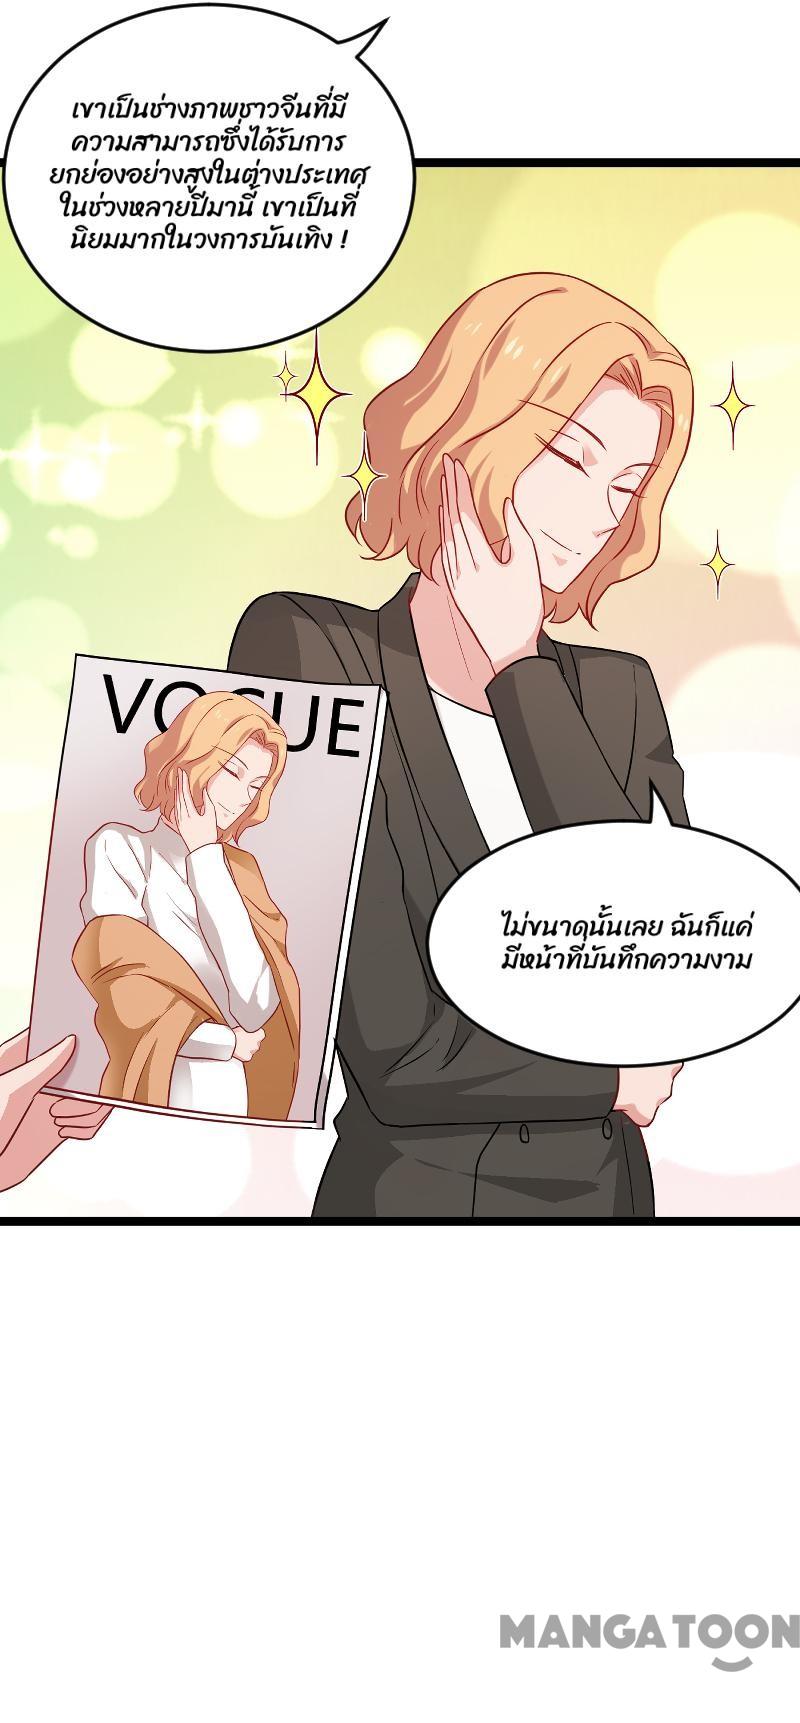 เขาเป็นช่างภาพชาวจีนที่มี
ความสามารถซึ่งได้รับการ
ยกย่องอย่างสูงในต่างประเทศ
ในช่วงหลายปีมานี้ เขาเป็นที่
นิยมมากในวงการบันเทิง !
VOGUE
ไม่ขนาดนั้นเลย ฉันก็แค่
มีหน้าที่บันทึกความงาม
MANGATOON